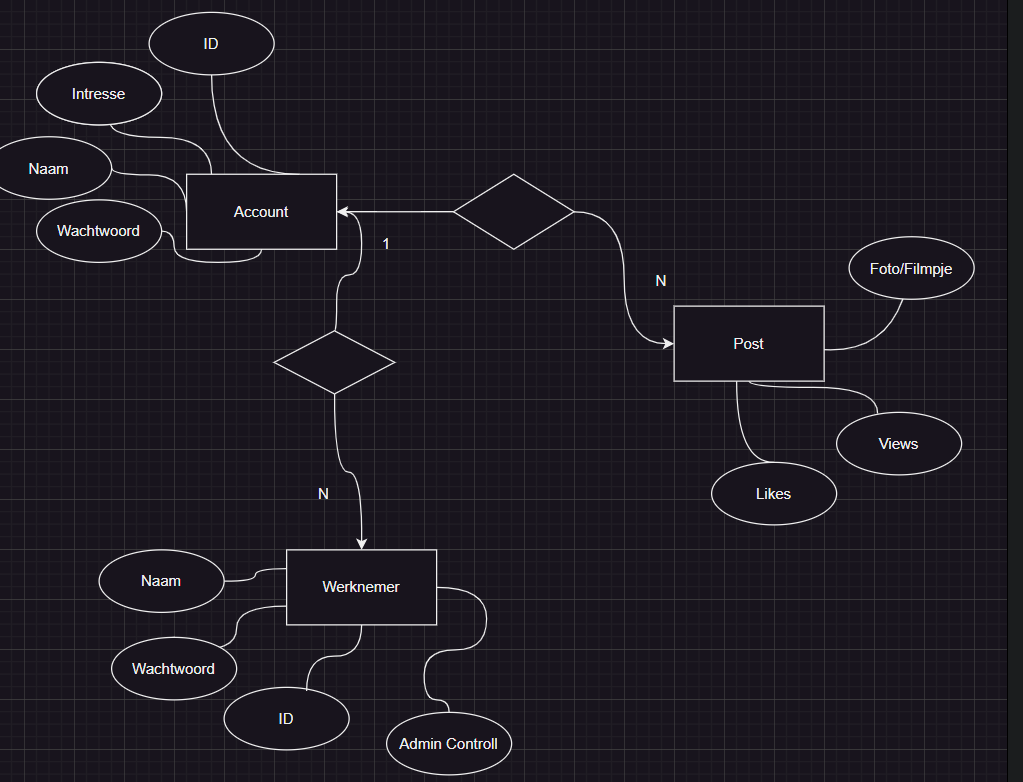 ID
Intresse
Naam
Wachtwoord
Account
1
N
Foto/Filmpje
Post
Views
Likes
N
Naam
Werknemer
Wachtwoord
ID
Admin Controll